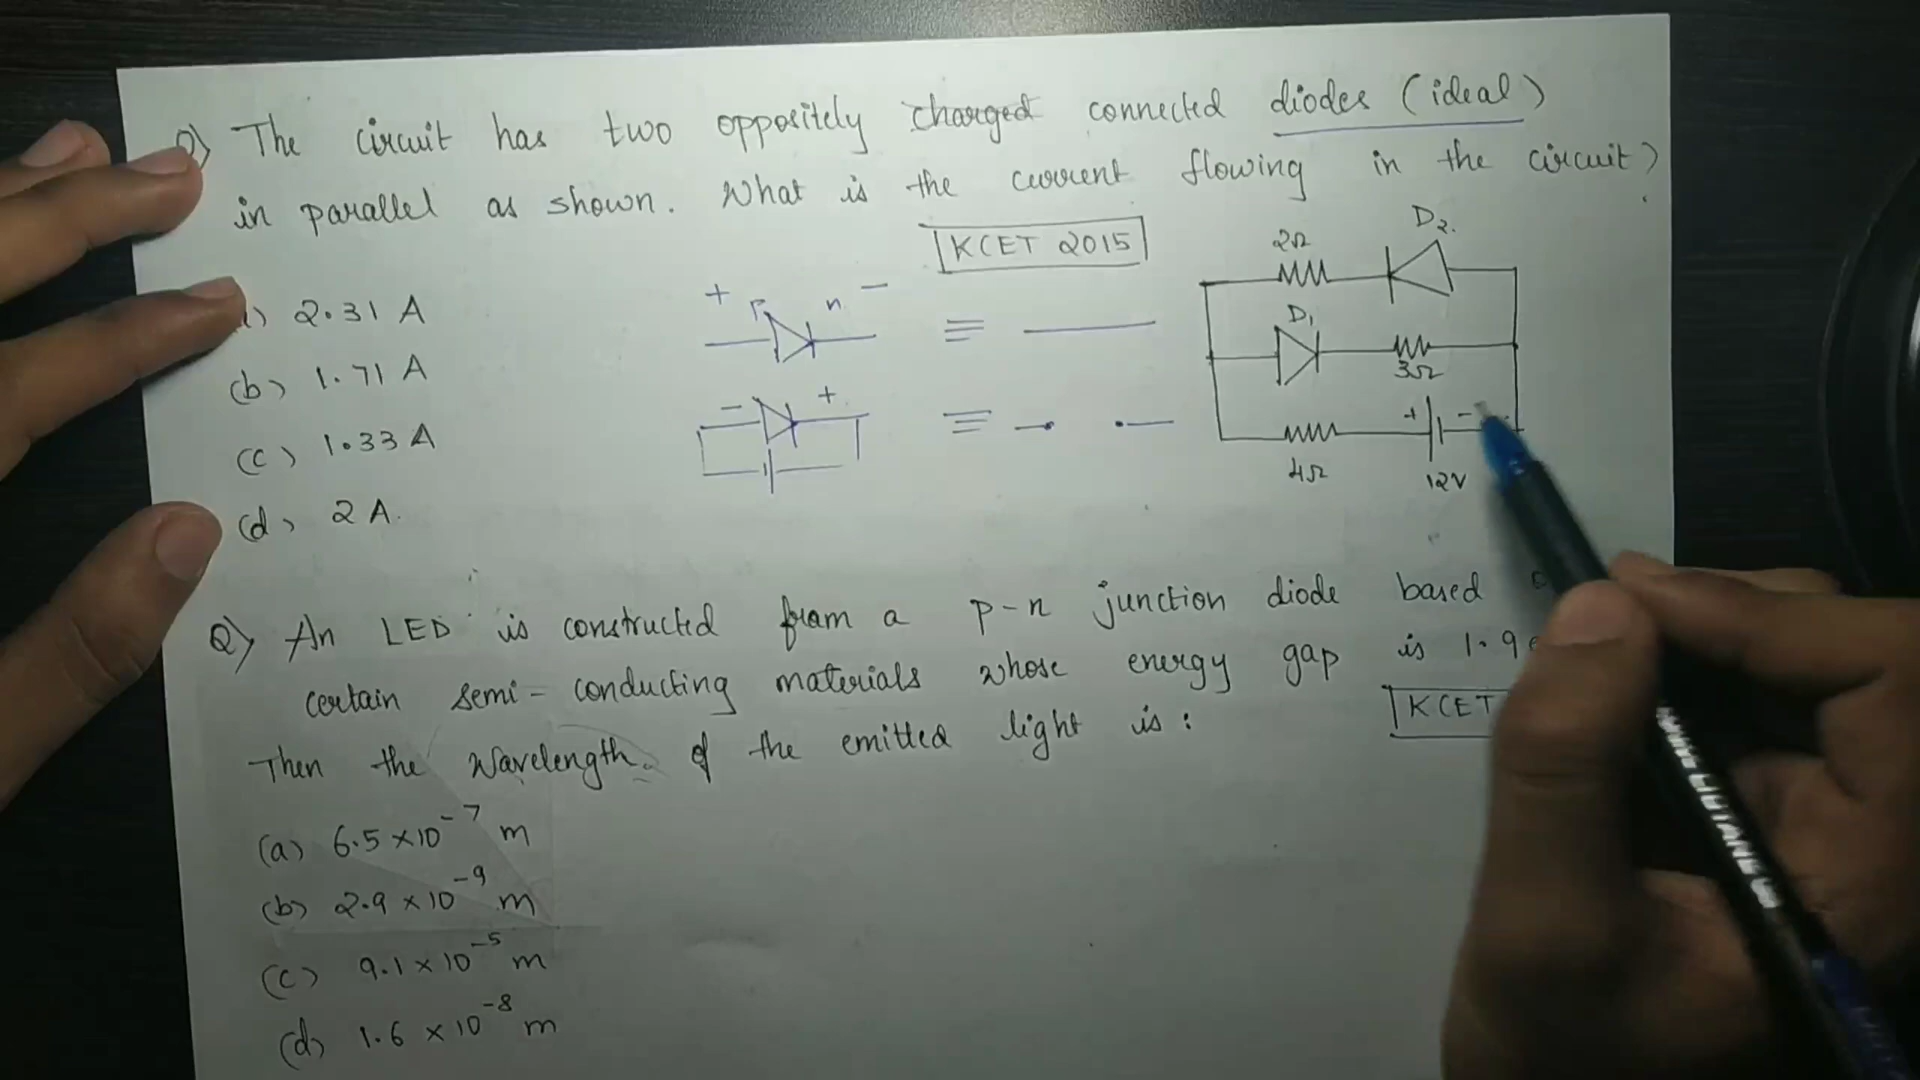 Q) The circuit has two oppositely charged connected diodes (ideal)
in parallel as shown. What is the current flowing in the circuit?
KCET 2015
2.31 A
(b) 1.71 A
(c) 1.33 A
(d) 2 A.
+ P n -
- +
2Ω D2.
D1
3Ω
+ -
4Ω 12V
Q) An LED is constructed from a p-n junction diode based
certain semi-conducting materials whose energy gap is 1.9
KCET
Then the wavelength of the emitted light is:
(a) 6.5 × 10^-7 m
(b) 2.9 × 10^-9 m
(c) 9.1 × 10^-5 m
(d) 1.6 × 10^-8 m